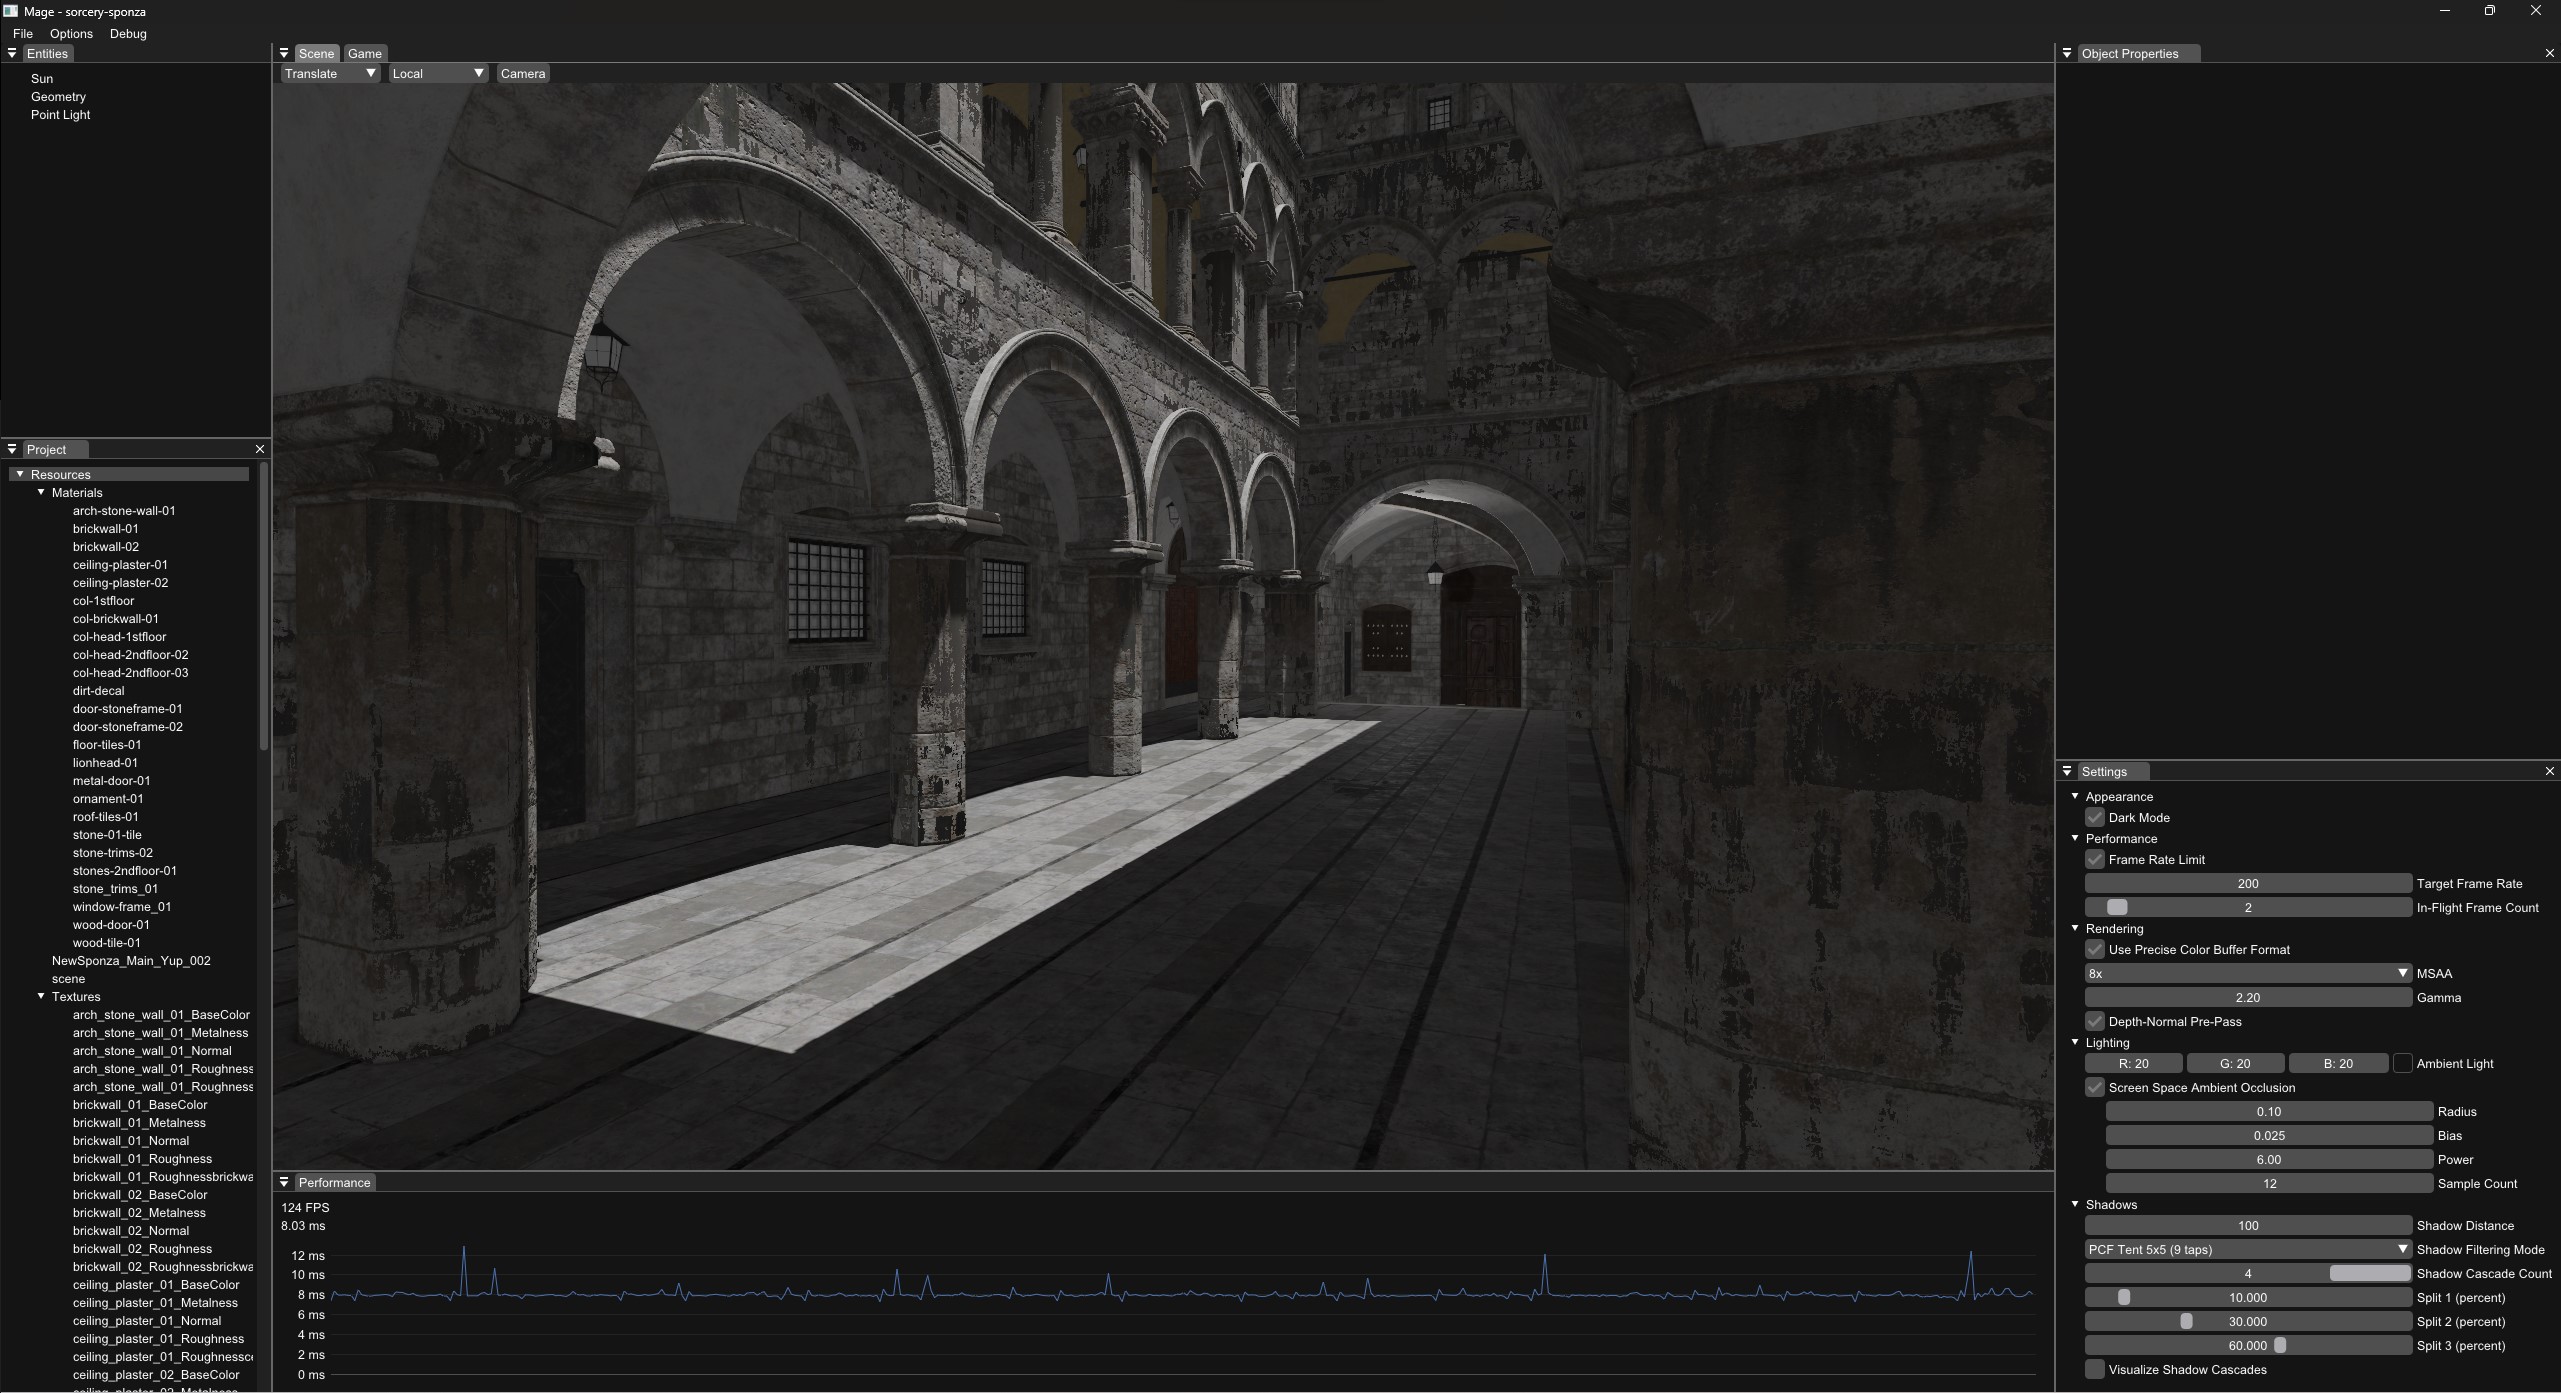 Mage - sorcery-sponza
File Options Debug
Entities
Sun
Geometry
Point Light
Project
Resources
Materials
arch-stone-wall-01
brickwall-01
brickwall-02
ceiling-plaster-01
ceiling-plaster-02
col-1stfloor
col-brickwall-01
col-head-1stfloor
col-head-2ndfloor-02
col-head-2ndfloor-03
dirt-decal
door-stoneframe-01
door-stoneframe-02
floor-tiles-01
lionhead-01
metal-door-01
ornament-01
roof-tiles-01
stone-01-tile
stone-trims-02
stones-2ndfloor-01
stone_trims_01
window-frame_01
wood-door-01
wood-tile-01
NewSponza_Main_Yup_002
scene
Textures
arch_stone_wall_01_BaseColor
arch_stone_wall_01_Metalness
arch_stone_wall_01_Normal
arch_stone_wall_01_Roughness
arch_stone_wall_01_Roughness
brickwall_01_BaseColor
brickwall_01_Metalness
brickwall_01_Normal
brickwall_01_Roughness
brickwall_01_Roughnessbrickwa
brickwall_02_BaseColor
brickwall_02_Metalness
brickwall_02_Normal
brickwall_02_Roughness
brickwall_02_Roughnessbrickwa
ceiling_plaster_01_BaseColor
ceiling_plaster_01_Metalness
ceiling_plaster_01_Normal
ceiling_plaster_01_Roughness
ceiling_plaster_01_Roughnessce
ceiling_plaster_02_BaseColor
ceiling_plaster_02_Metalness
Scene Game
Translate Local Camera
Performance
124 FPS
8.03 ms
12 ms
10 ms
8 ms
6 ms
4 ms
2 ms
0 ms
Object Properties
Settings
Appearance
Dark Mode
Performance
Frame Rate Limit
200 Target Frame Rate
2 In-Flight Frame Count
Rendering
Use Precise Color Buffer Format
8x MSAA
2.20 Gamma
Depth-Normal Pre-Pass
Lighting
R: 20 G: 20 B: 20 Ambient Light
Screen Space Ambient Occlusion
0.10 Radius
0.025 Bias
6.00 Power
12 Sample Count
Shadows
100 Shadow Distance
PCF Tent 5x5 (9 taps) Shadow Filtering Mode
4 Shadow Cascade Count
10.000 Split 1 (percent)
30.000 Split 2 (percent)
60.000 Split 3 (percent)
Visualize Shadow Cascades